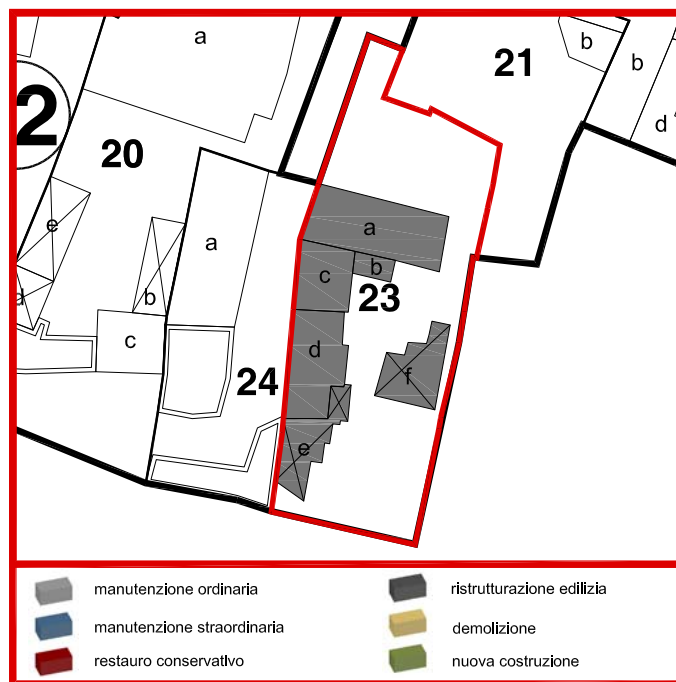 a
21
b
b
d
2
20
e
a
a
b
c
b
23
d
c
d
f
24
e
manutenzione ordinaria
ristrutturazione edilizia
manutenzione straordinaria
demolizione
restauro conservativo
nuova costruzione